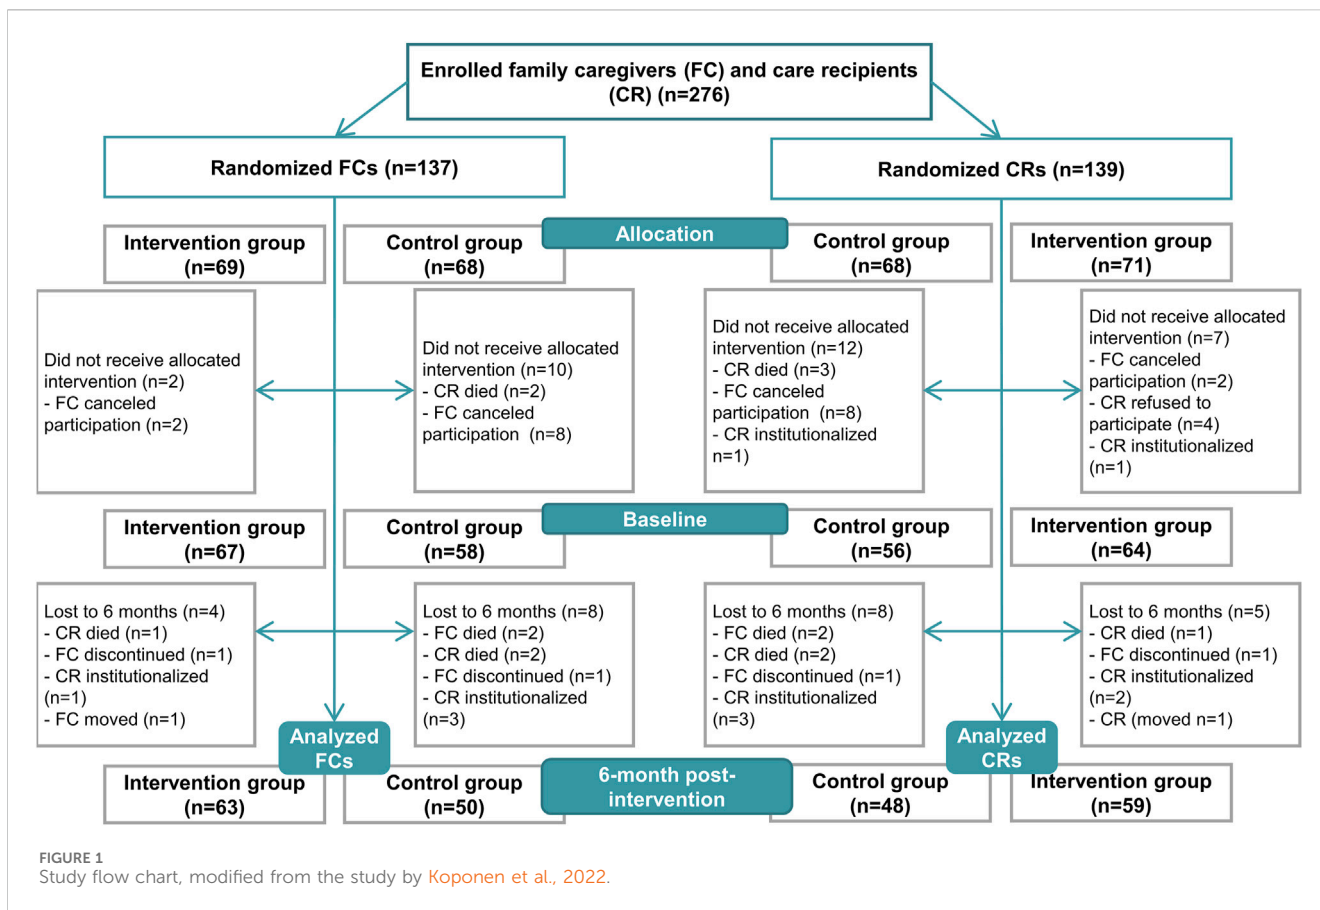 Enrolled family caregivers (FC) and care recipients
(CR) (n=276)
Randomized FCs (n=137)
Randomized CRs (n=139)
Allocation
Intervention group
(n=69)
Control group
(n=68)
Control group
(n=68)
Intervention group
(n=71)
Did not receive allocated
intervention (n=2)
- FC canceled
participation (n=2)
Did not receive allocated
intervention (n=10)
- CR died (n=2)
- FC canceled
participation  (n=8)
Did not receive allocated
intervention (n=12)
- CR died (n=3)
- FC canceled
participation  (n=8)
- CR institutionalized
n=1)
Did not receive allocated
intervention (n=7)
- FC canceled
participation (n=2)
- CR refused to
participate (n=4)
- CR institutionalized
(n=1)
Baseline
Intervention group
(n=67)
Control group
(n=58)
Control group
(n=56)
Intervention group
(n=64)
Lost to 6 months (n=4)
- CR died (n=1)
- FC discontinued (n=1)
- CR institutionalized
(n=1)
- FC moved (n=1)
Lost to 6 months (n=8)
- FC died (n=2)
- CR died (n=2)
- FC discontinued (n=1)
- CR institutionalized
(n=3)
Lost to 6 months (n=8)
- FC died (n=2)
- CR died (n=2)
- FC discontinued (n=1)
- CR institutionalized
(n=3)
Lost to 6 months (n=5)
- CR died (n=1)
- FC discontinued (n=1)
- CR institutionalized
(n=2)
- CR (moved n=1)
Analyzed
FCs
Analyzed
CRs
6-month post-
intervention
Intervention group
(n=63)
Control group
(n=50)
Control group
(n=48)
Intervention group
(n=59)
FIGURE 1
Study flow chart, modified from the study by Koponen et al., 2022.